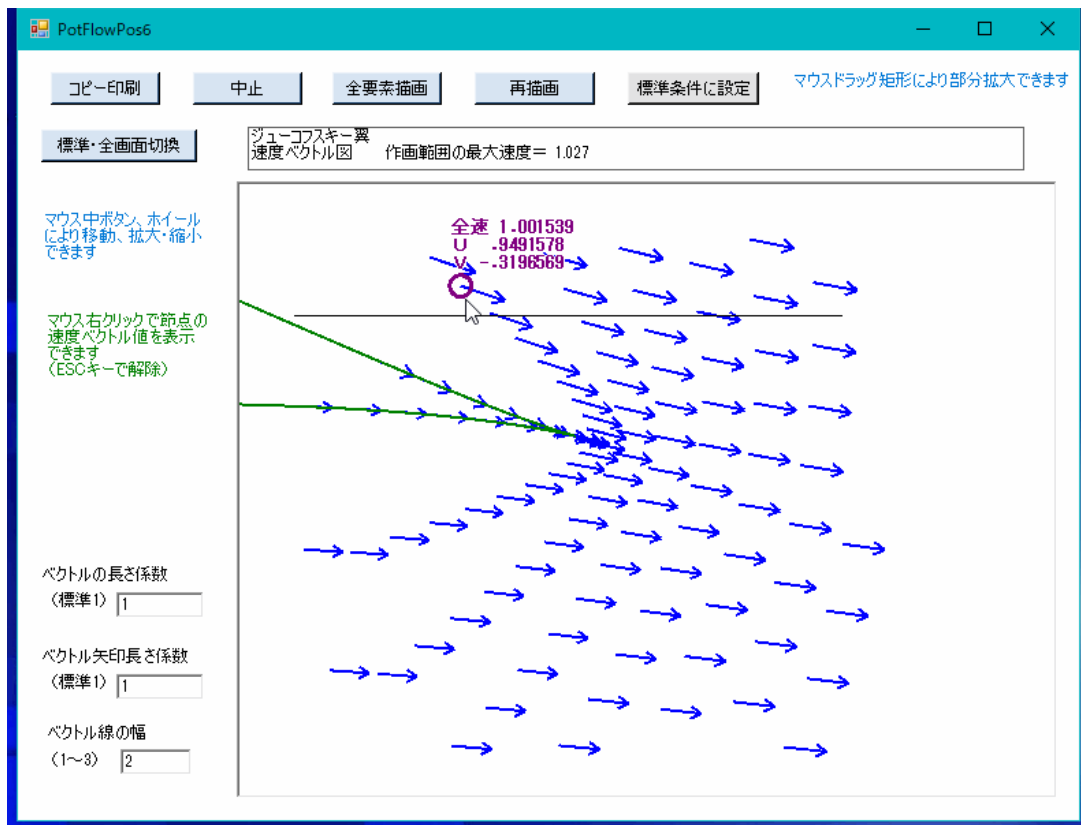 PotFlowPos6
コピー印刷
中止
全要素描画
再描画
標準条件に設定
マウスドラッグ矩形により部分拡大できます
標準・全画面切換
ジューコフスキー翼
速度ベクトル図 作画範囲の最大速度= 1.027
マウス中ボタン、ホイール
により移動、拡大・縮小
できます
全速 1.001539
U .9491578
V -.3196569
マウス右クリックで節点の
速度ベクトル値を表示
できます
(ESCキーで解除)
ベクトルの長さ係数
(標準1) 1
ベクトル矢印長さ係数
(標準1) 1
ベクトル線の幅
(1~3) 2